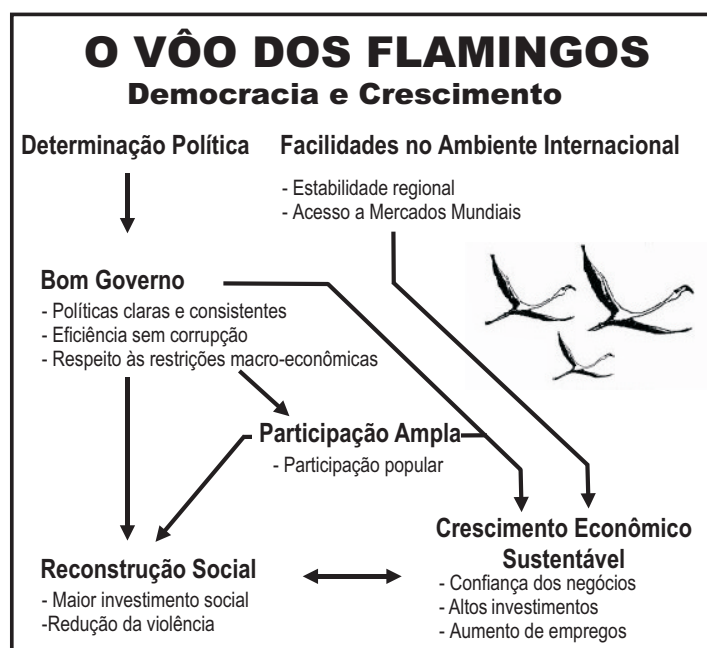 O VÔO DOS FLAMINGOS
Democracia e Crescimento
Determinação Política
Facilidades no Ambiente Internacional
- Estabilidade regional
- Acesso a Mercados Mundiais
Bom Governo
- Políticas claras e consistentes
- Eficiência sem corrupção
- Respeito às restrições macro-econômicas
Participação Ampla
- Participação popular
Reconstrução Social
- Maior investimento social
-Redução da violência
Crescimento Econômico
Sustentável
- Confiança dos negócios
- Altos investimentos
- Aumento de empregos